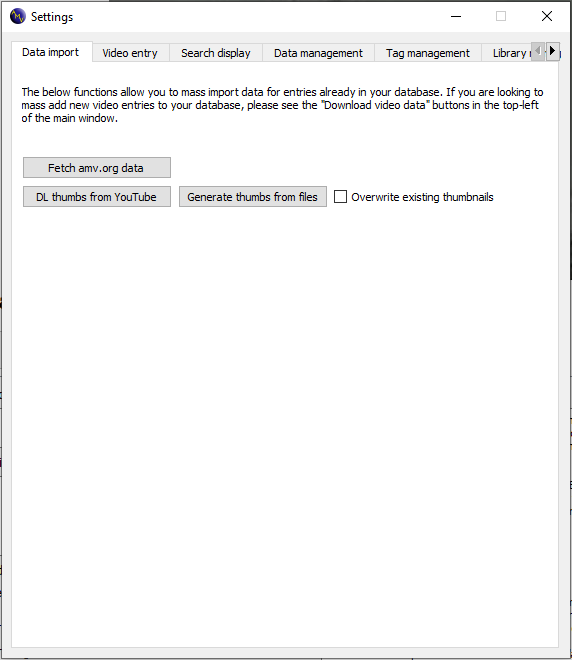 Settings
Data import
Video entry
Search display
Data management
Tag management
Library
The below functions allow you to mass import data for entries already in your database. If you are looking to
mass add new video entries to your database, please see the "Download video data" buttons in the top-left
of the main window.
Fetch amv.org data
DL thumbs from YouTube
Generate thumbs from files
Overwrite existing thumbnails